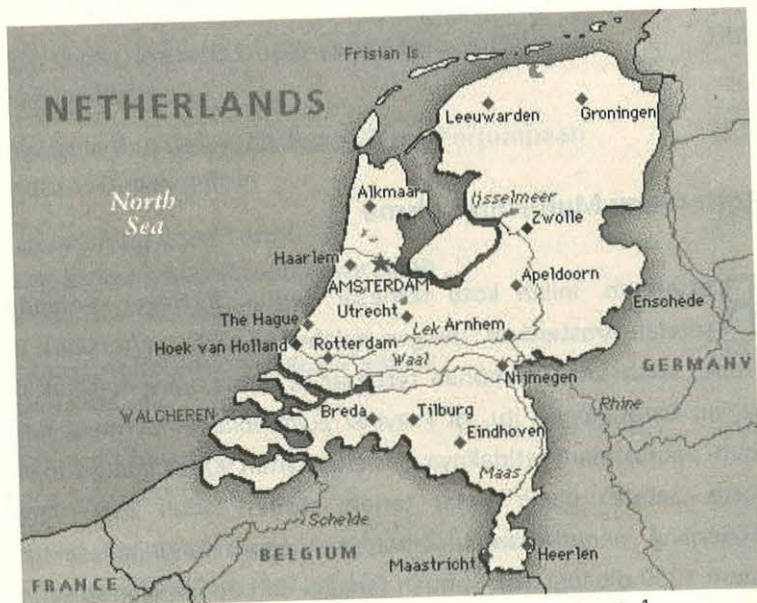 Frisian Is.
NETHERLANDS
Leeuwarden
Groningen
Alkmaar
Ijsselmeer
North
Sea
Zwolle
Haarlem
AMSTERDAM
Apeldoorn
Enschede
Utrecht
The Hague
Lek
Arnhem
Hoek van Holland
Rotterdam
Waal
GERMANY
Nijmegen
Rhine
WALCHEREN
Breda
Tilburg
Eindhoven
Maas
Schelde
BELGIUM
Maastricht
Heerlen
FRANCE